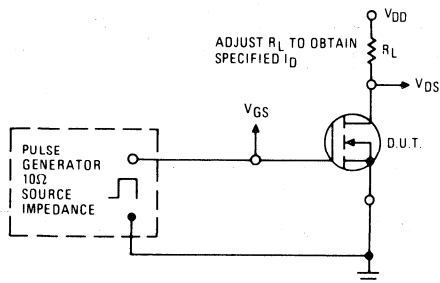 VDD
ADJUST RL TO OBTAIN
SPECIFIED ID
RL
VDS
VGS
D.U.T.
PULSE
GENERATOR
10Ω
SOURCE
IMPEDANCE